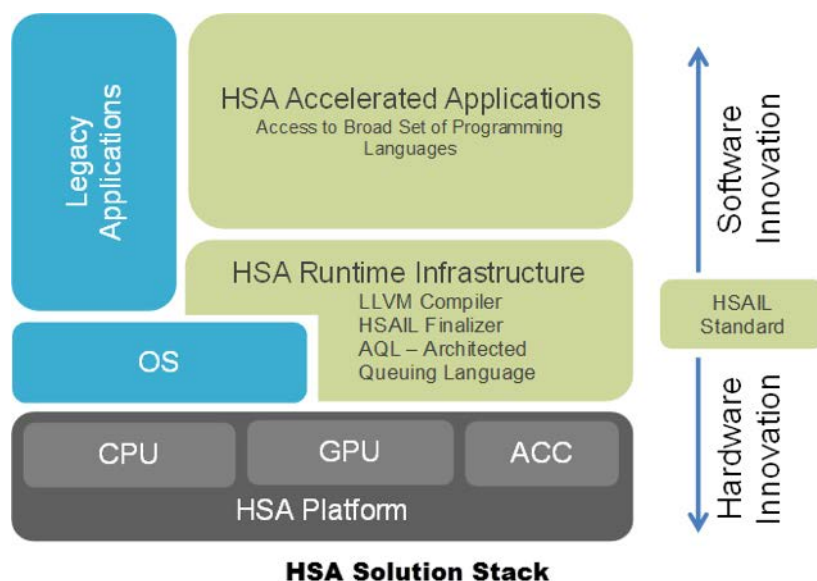 Legacy
Applications
HSA Accelerated Applications
Access to Broad Set of Programming
Languages
HSA Runtime Infrastructure
LLVM Compiler
HSAIL Finalizer
AQL – Architected
Queuing Language
OS
CPU
GPU
ACC
HSA Platform
Software
Innovation
HSAIL
Standard
Hardware
Innovation
HSA Solution Stack